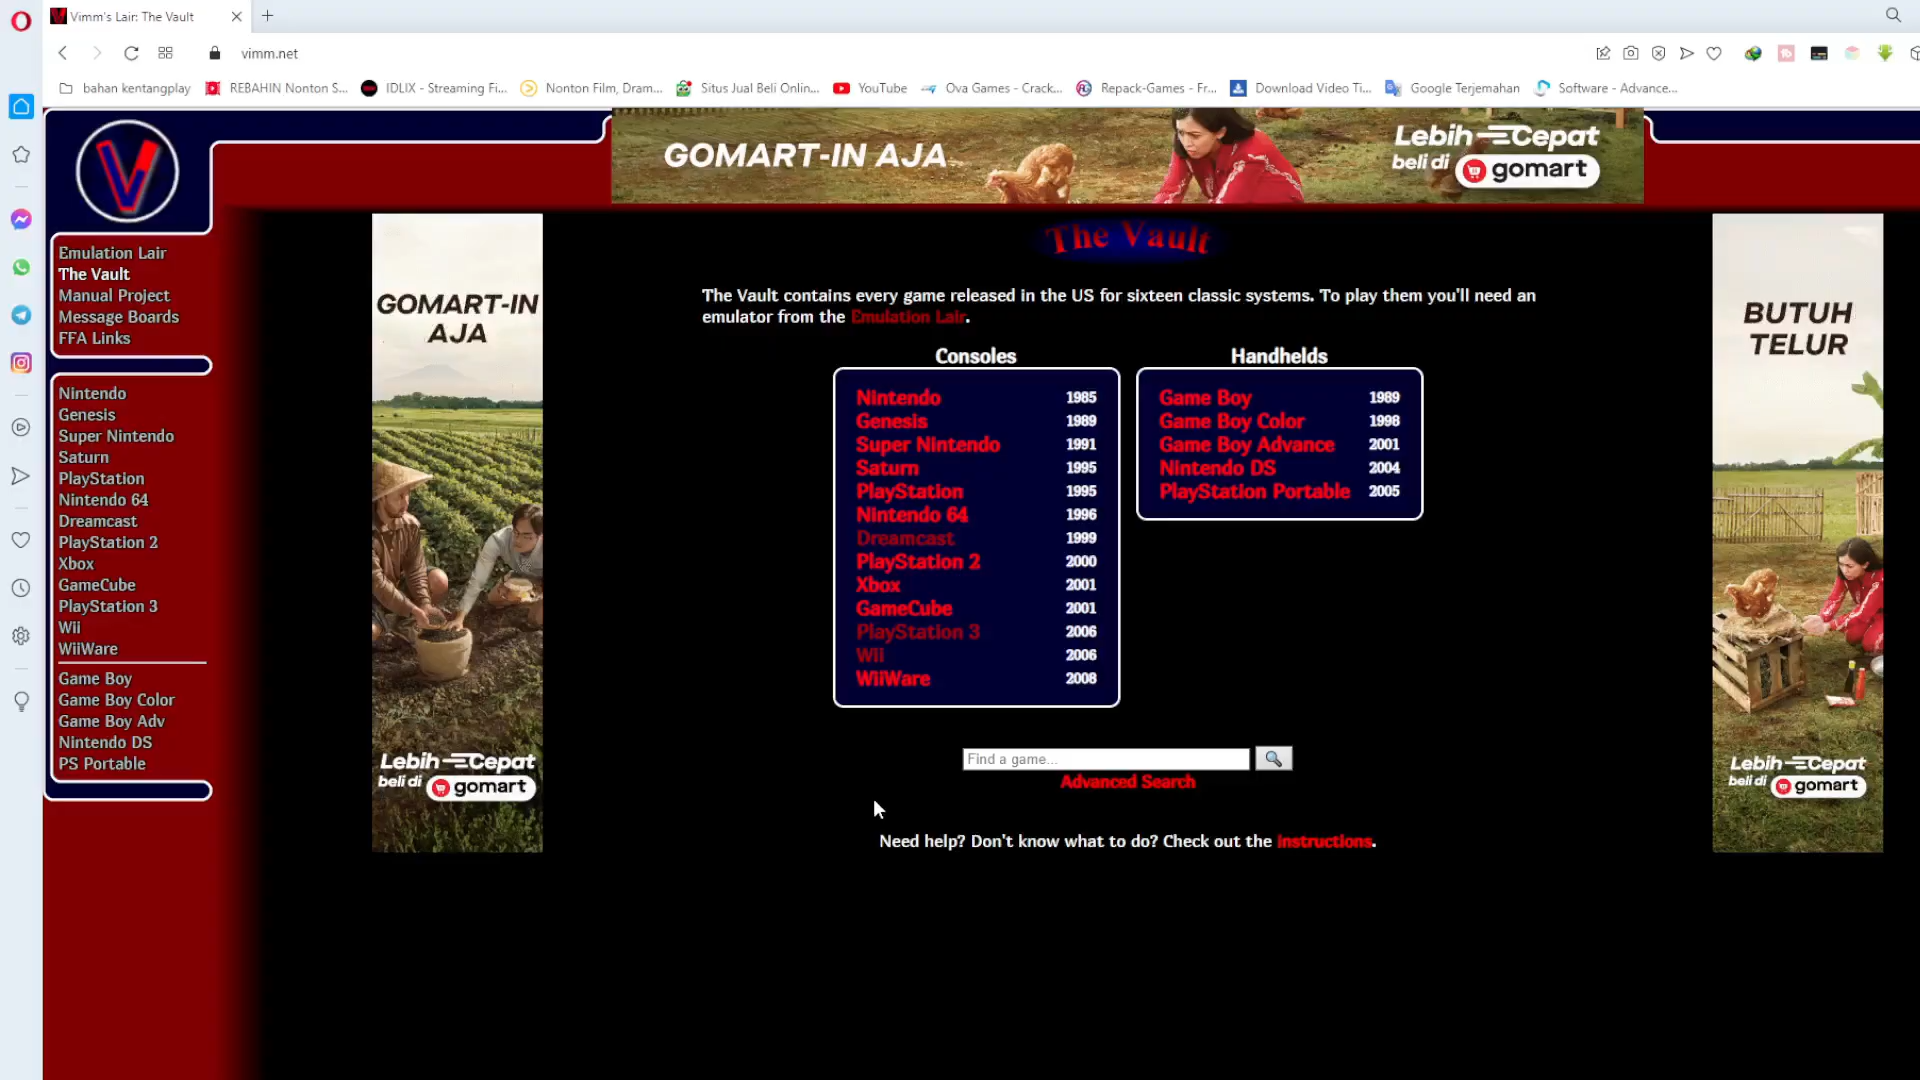 Vimm's Lair: The Vault
vimm.net
bahan kentangplay
REBAHIN Nonton S...
IDLIX - Streaming Fi...
Nonton Film, Dram...
Situs Jual Beli Onlin...
YouTube
Ova Games - Crack...
Repack-Games - Fr...
Download Video Ti...
Google Terjemahan
Software - Advance...
GOMART-IN AJA
Lebih Cepat
beli di gomart
Emulation Lair
The Vault
Manual Project
Message Boards
FFA Links
Nintendo
Genesis
Super Nintendo
Saturn
PlayStation
Nintendo 64
Dreamcast
PlayStation 2
Xbox
GameCube
PlayStation 3
Wii
WiiWare
Game Boy
Game Boy Color
Game Boy Adv
Nintendo DS
PS Portable
GOMART-IN
AJA
Lebih Cepat
beli di gomart
The Vault
The Vault contains every game released in the US for sixteen classic systems. To play them you'll need an
emulator from the Emulation Lair.
Consoles
Nintendo 1985
Genesis 1989
Super Nintendo 1991
Saturn 1995
PlayStation 1995
Nintendo 64 1996
Dreamcast 1999
PlayStation 2 2000
Xbox 2001
GameCube 2001
PlayStation 3 2006
Wii 2006
WiiWare 2008
Handhelds
Game Boy 1989
Game Boy Color 1998
Game Boy Advance 2001
Nintendo DS 2004
PlayStation Portable 2005
Find a game...
Advanced Search
Need help? Don't know what to do? Check out the instructions.
BUTUH
TELUR
Lebih Cepat
beli di gomart